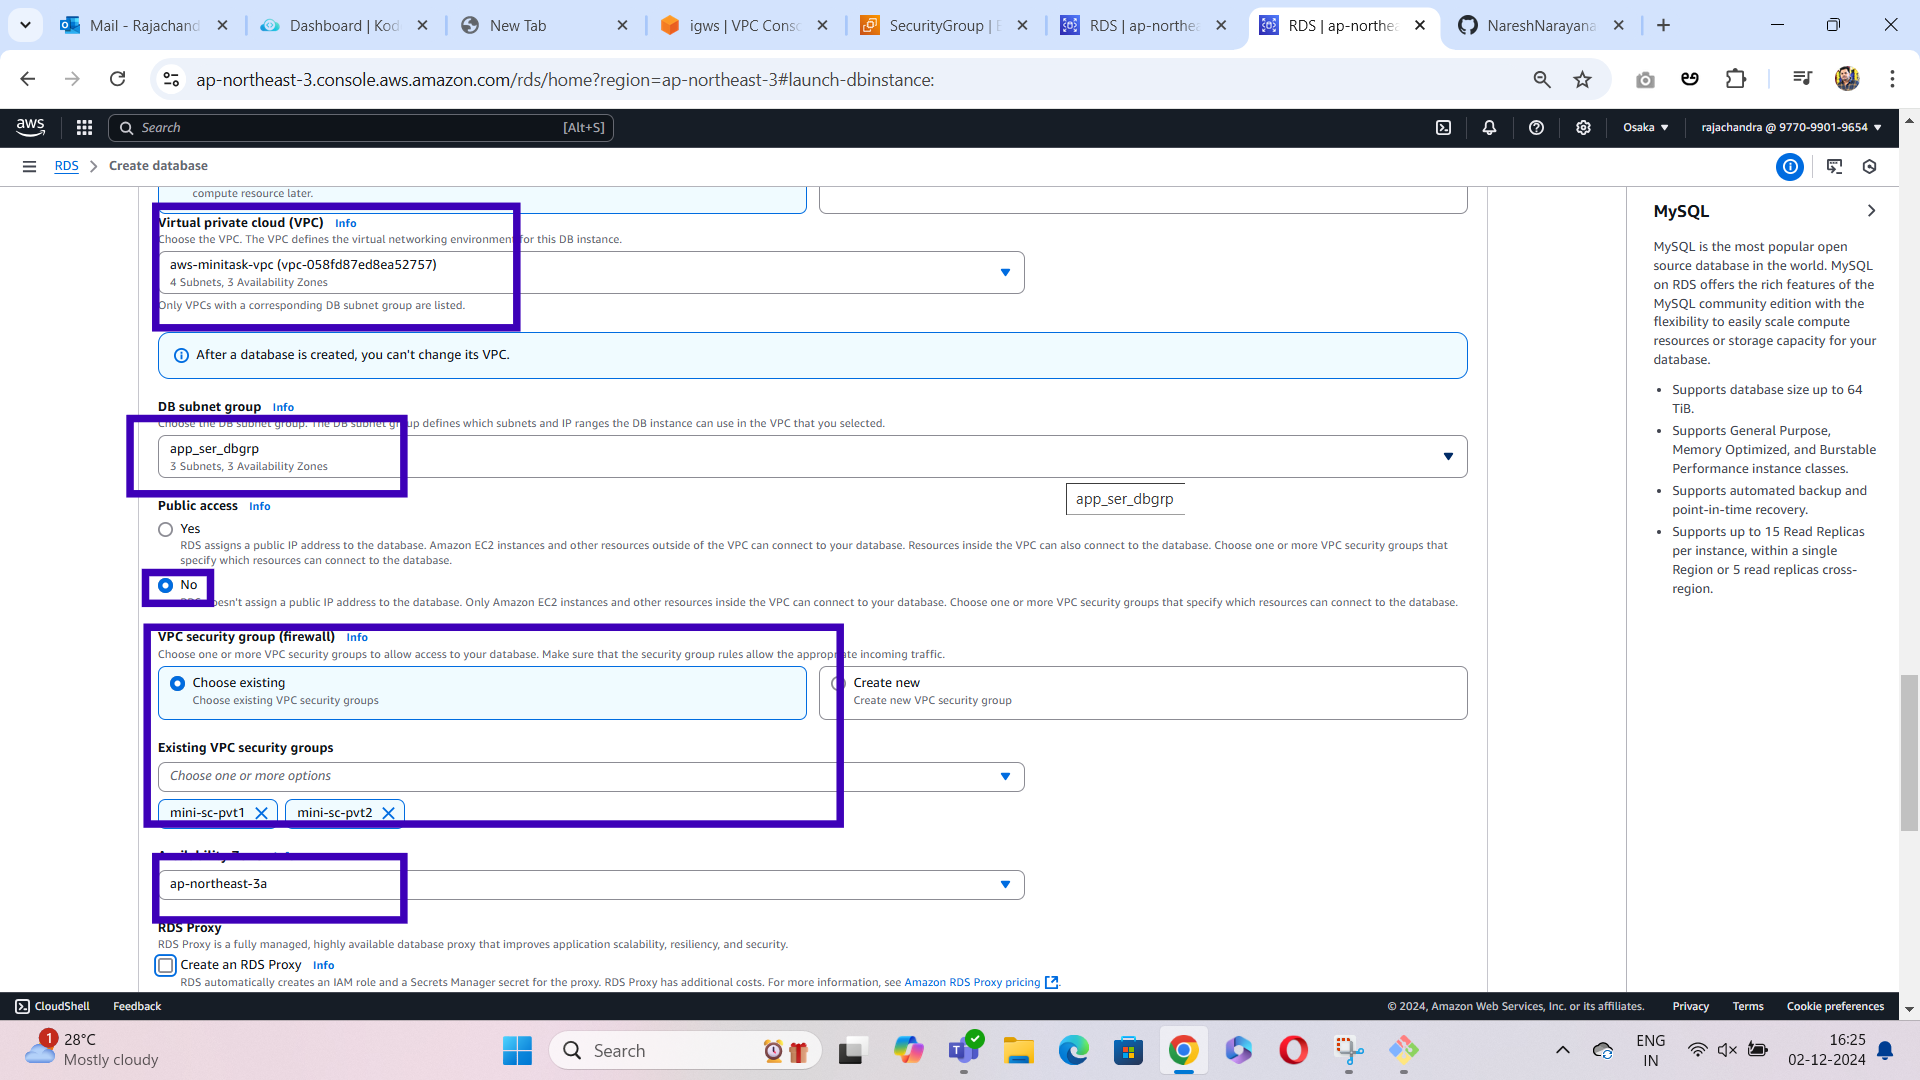 Mail - Rajachand
Dashboard | Kod
New Tab
igws | VPC Conso
SecurityGroup | E
RDS | ap-northea
RDS | ap-northea
NareshNarayana
ap-northeast-3.console.aws.amazon.com/rds/home?region=ap-northeast-3#launch-dbinstance:
aws
Search
[Alt+S]
Osaka
rajachandra @ 9770-9901-9654
RDS
Create database
compute resource later.
Virtual private cloud (VPC) Info
Choose the VPC. The VPC defines the virtual networking environment for this DB instance.
aws-minitask-vpc (vpc-058fd87ed8ea52757)
4 Subnets, 3 Availability Zones
Only VPCs with a corresponding DB subnet group are listed.
After a database is created, you can't change its VPC.
DB subnet group Info
Choose the DB subnet group. The DB subnet group defines which subnets and IP ranges the DB instance can use in the VPC that you selected.
app_ser_dbgrp
3 Subnets, 3 Availability Zones
app_ser_dbgrp
Public access Info
Yes
RDS assigns a public IP address to the database. Amazon EC2 instances and other resources outside of the VPC can connect to your database. Resources inside the VPC can also connect to the database. Choose one or more VPC security groups that
specify which resources can connect to the database.
No
RDS doesn't assign a public IP address to the database. Only Amazon EC2 instances and other resources inside the VPC can connect to your database. Choose one or more VPC security groups that specify which resources can connect to the database.
VPC security group (firewall) Info
Choose one or more VPC security groups to allow access to your database. Make sure that the security group rules allow the appropriate incoming traffic.
Choose existing
Choose existing VPC security groups
Create new
Create new VPC security group
Existing VPC security groups
Choose one or more options
mini-sc-pvt1
mini-sc-pvt2
Availability
ap-northeast-3a
RDS Proxy
RDS Proxy is a fully managed, highly available database proxy that improves application scalability, resiliency, and security.
Create an RDS Proxy Info
RDS automatically creates an IAM role and a Secrets Manager secret for the proxy. RDS Proxy has additional costs. For more information, see Amazon RDS Proxy pricing
MySQL
MySQL is the most popular open
source database in the world. MySQL
on RDS offers the rich features of the
MySQL community edition with the
flexibility to easily scale compute
resources or storage capacity for your
database.
Supports database size up to 64
TiB.
Supports General Purpose,
Memory Optimized, and Burstable
Performance instance classes.
Supports automated backup and
point-in-time recovery.
Supports up to 15 Read Replicas
per instance, within a single
Region or 5 read replicas cross-
region.
CloudShell
Feedback
© 2024, Amazon Web Services, Inc. or its affiliates.
Privacy
Terms
Cookie preferences
1
28°C
Mostly cloudy
Search
ENG
IN
16:25
02-12-2024